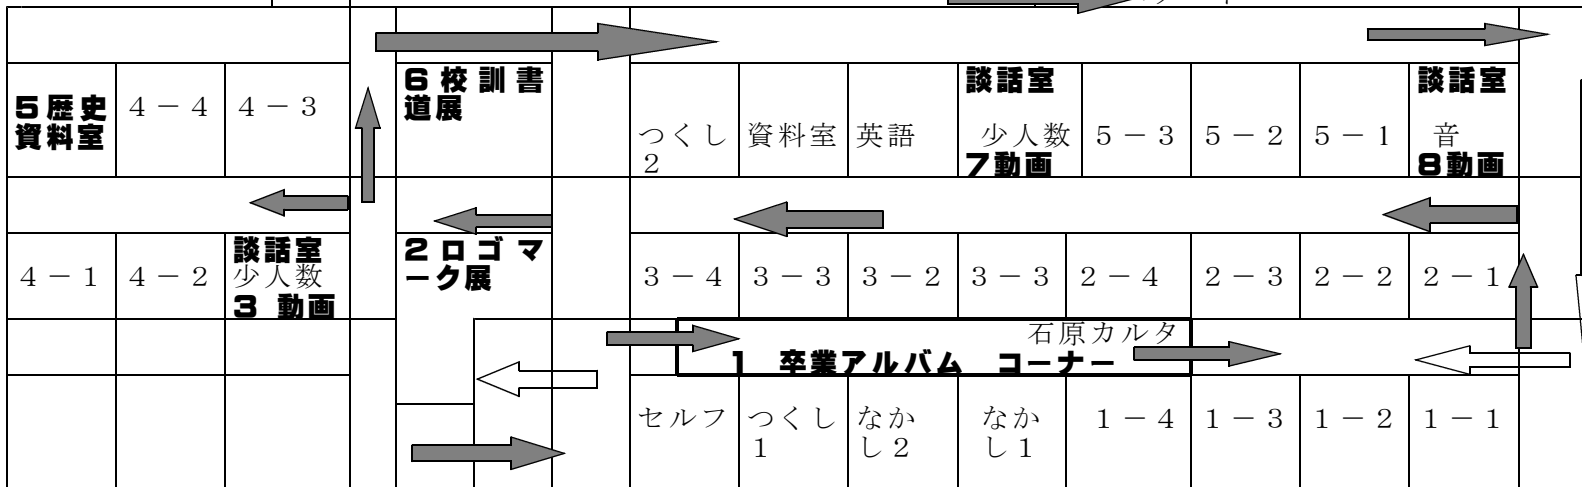 5歴史
資料室
4－4
4－3
6校訓書
道展
つくし
2
資料室
英語
談話室
少人数
7動画
5－3
5－2
5－1
談話室
音
8動画
4－1
4－2
談話室
少人数
3 動画
2ロゴマ
ーク展
3－4
3－3
3－2
3－3
2－4
2－3
2－2
2－1
石原カルタ
1 卒業アルバム コーナー
セルフ
つくし
1
なか
し2
なか
し1
1－4
1－3
1－2
1－1